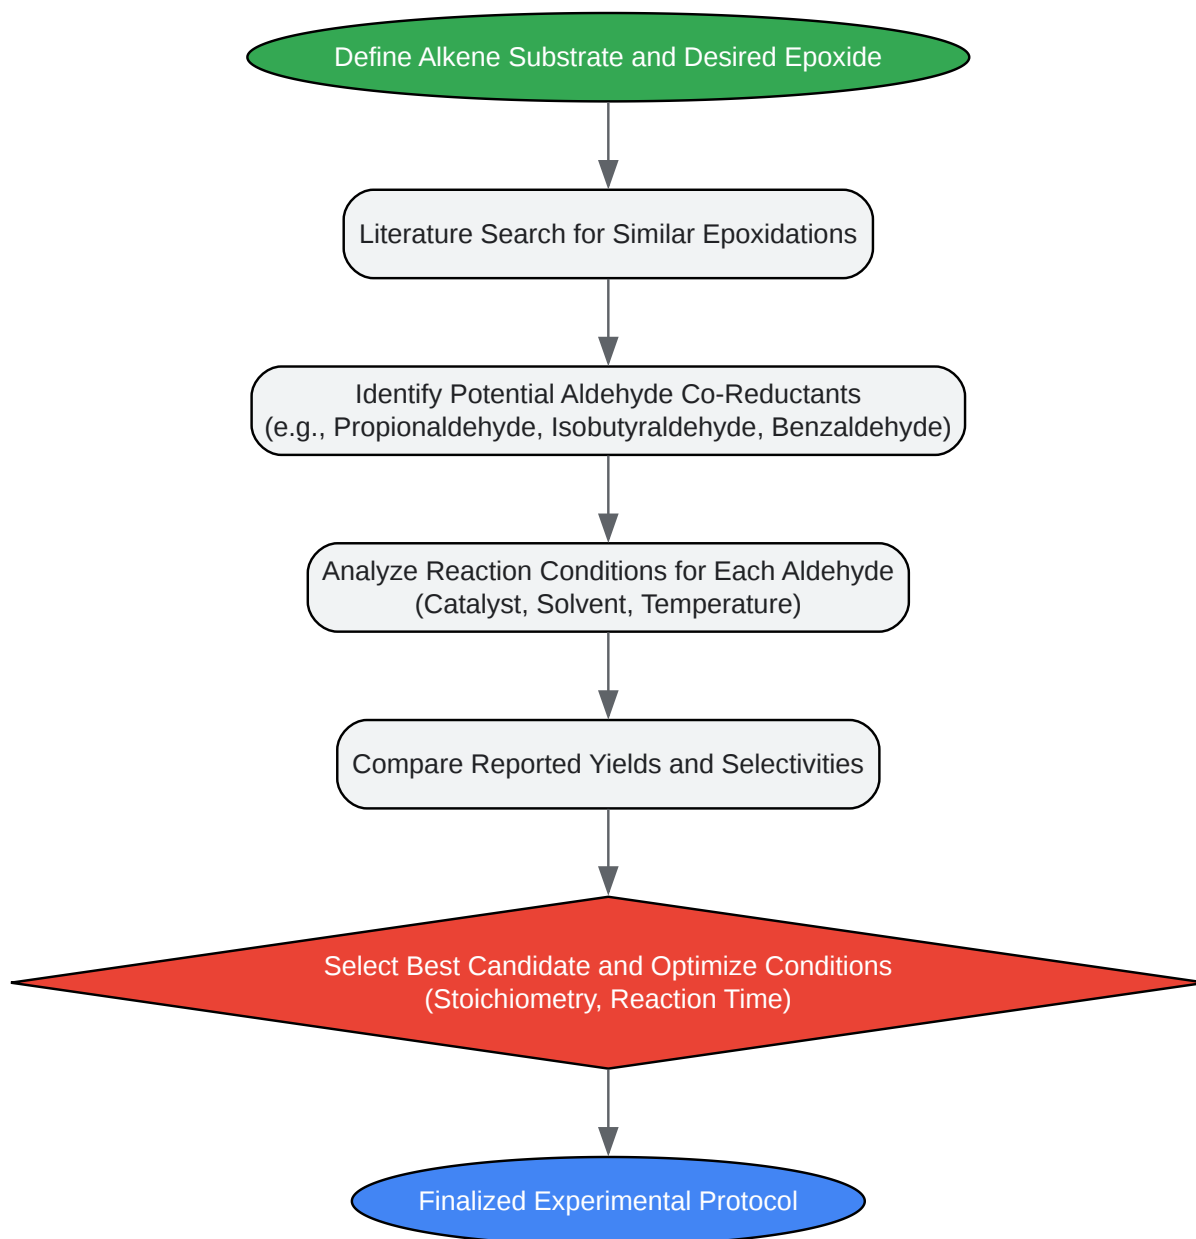 Define Alkene Substrate and Desired Epoxide
Literature Search for Similar Epoxidations
Identify Potential Aldehyde Co-Reductants
(e.g., Propionaldehyde, Isobutyraldehyde, Benzaldehyde)
Analyze Reaction Conditions for Each Aldehyde
(Catalyst, Solvent, Temperature)
Compare Reported Yields and Selectivities
Select Best Candidate and Optimize Conditions
(Stoichiometry, Reaction Time)
Finalized Experimental Protocol